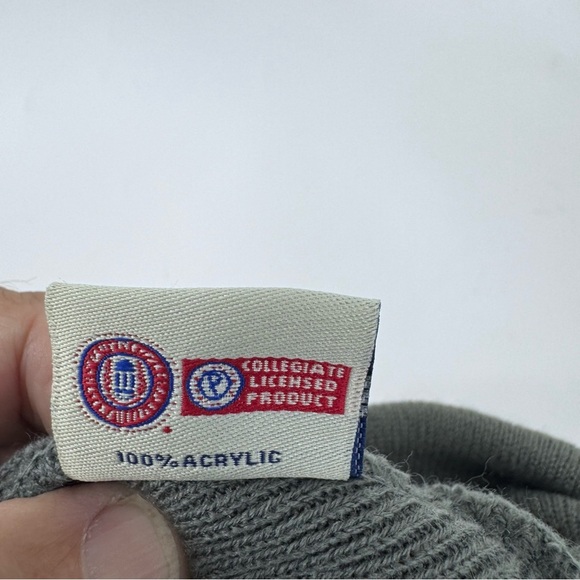 COLLEGIATE
LICENSED
PRODUCT
100% ACRYLIC